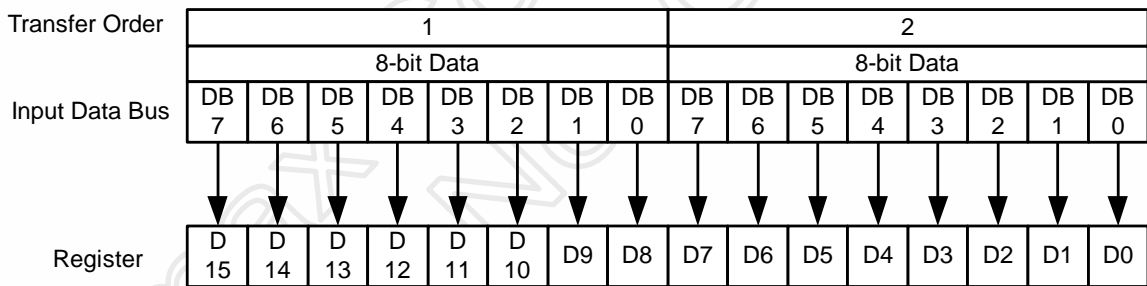 Transfer Order 1 2
8-bit Data 8-bit Data
Input Data Bus DB 7 DB 6 DB 5 DB 4 DB 3 DB 2 DB 1 DB 0 DB 7 DB 6 DB 5 DB 4 DB 3 DB 2 DB 1 DB 0
Register D 15 D 14 D 13 D 12 D 11 D 10 D9 D8 D7 D6 D5 D4 D3 D2 D1 D0